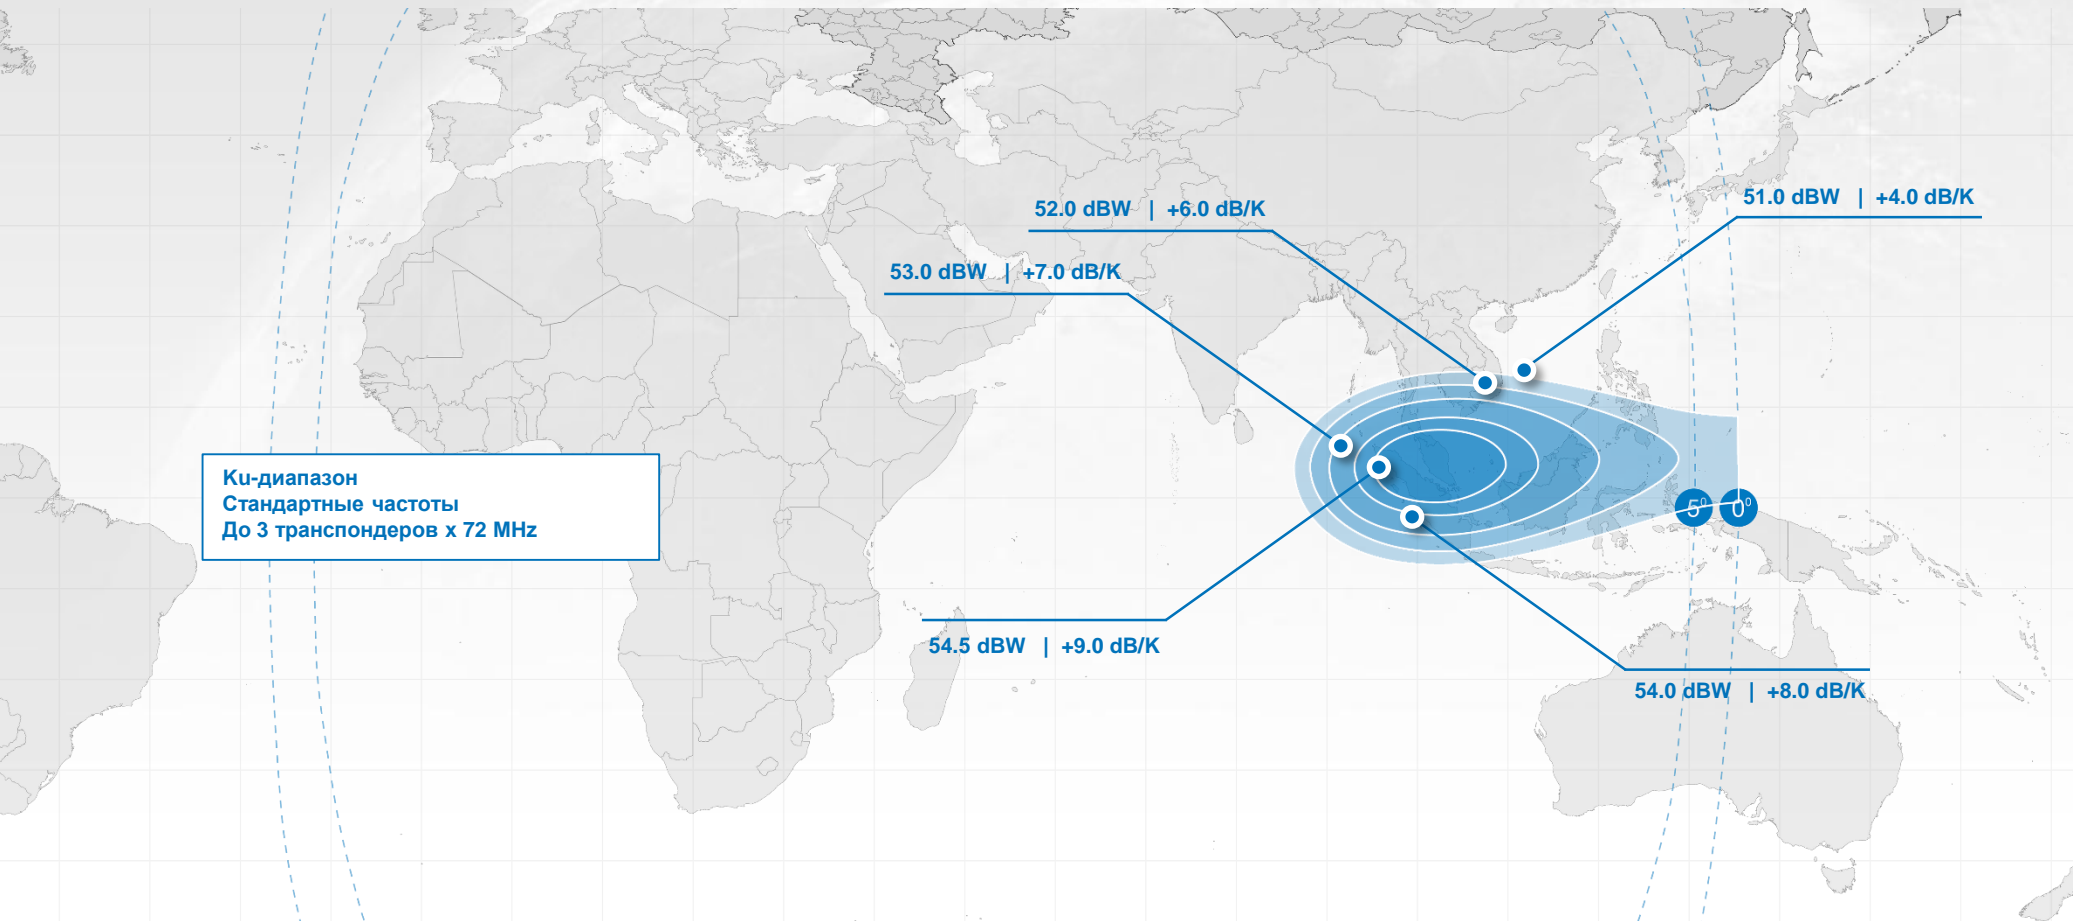 51.0 dBW | +4.0 dB/K
52.0 dBW | +6.0 dB/K
53.0 dBW | +7.0 dB/K
Ku-диапазон
Стандартные частоты
До 3 транспондеров x 72 MHz
5⁰ 0⁰
54.5 dBW | +9.0 dB/K
54.0 dBW | +8.0 dB/K